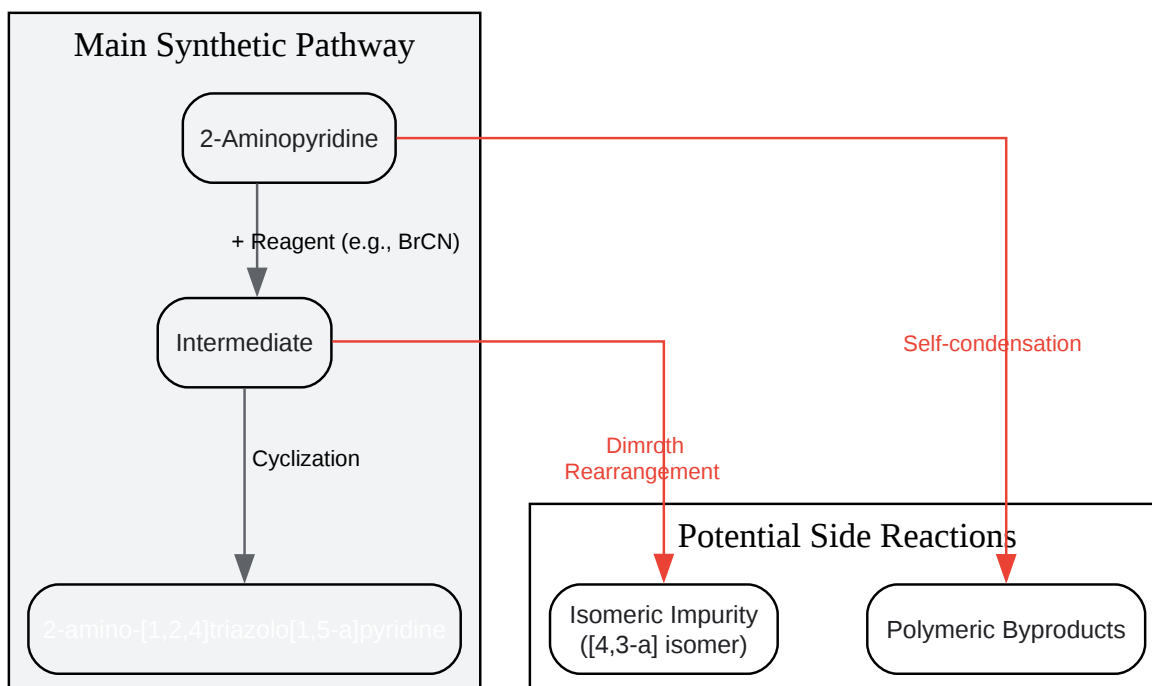 Main Synthetic Pathway
2-Aminopyridine
+ Reagent (e.g., BrCN)
Intermediate
Self-condensation
Dimroth
Rearrangement
Cyclization
Potential Side Reactions
2-amino-[1,2,4]triazolo[1,5-a]pyridine
Isomeric Impurity
([4,3-a] isomer)
Polymeric Byproducts